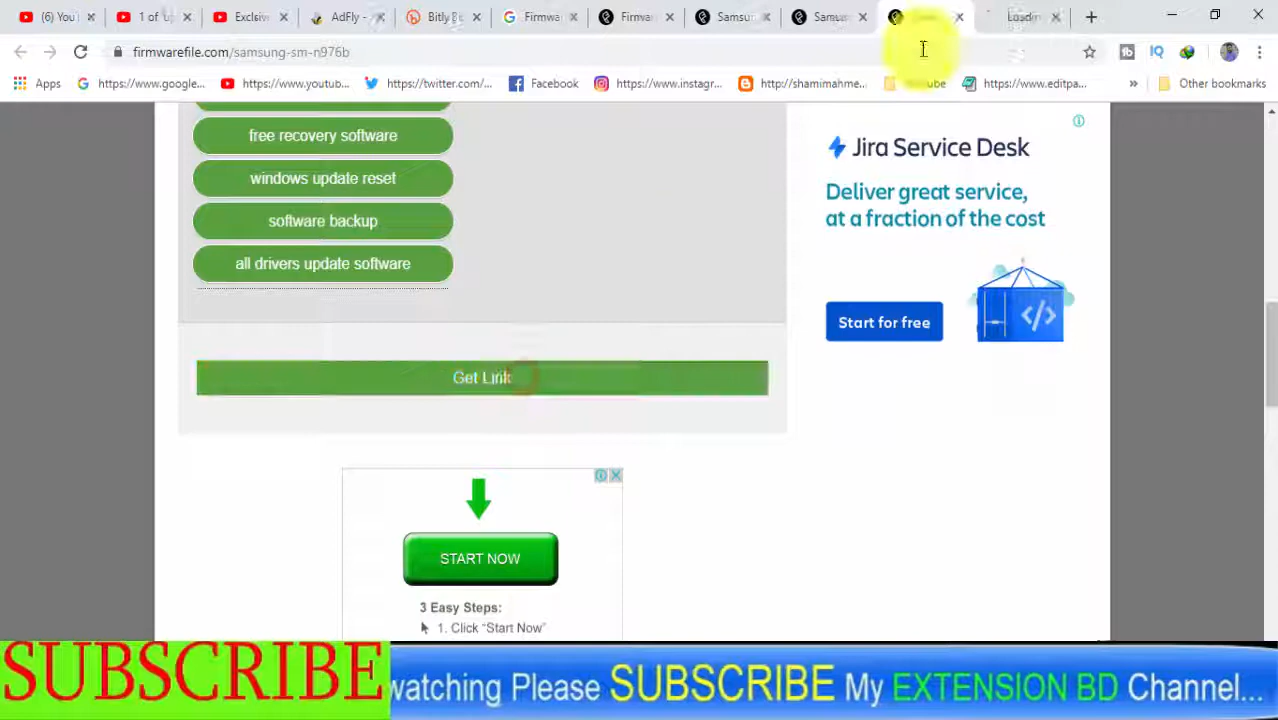 (4) You
1 of
Exclsiv
AdFly -
Bitly
Firmwa
Firmwa
Samsu
Samsu
Loadin
firmwarefile.com/samsung-sm-n976b
Apps
https://www.google...
https://www.youtub...
https://twitter.com/...
Facebook
https://www.instagr...
http://shamimahme...
https://www.editpa...
»
Other bookmarks
free recovery software
windows update reset
software backup
all drivers update software
Get Link
Jira Service Desk
Deliver great service,
at a fraction of the cost
Start for free
START NOW
3 Easy Steps:
1. Click “Start Now”
SUBSCRIBE
watching Please SUBSCRIBE My EXTENSION BD Channel...